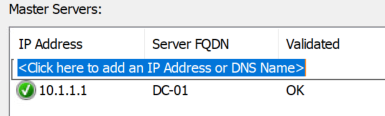 Master Servers:
IP Address Server FQDN Validated
<Click here to add an IP Address or DNS Name>
10.1.1.1 DC-01 OK